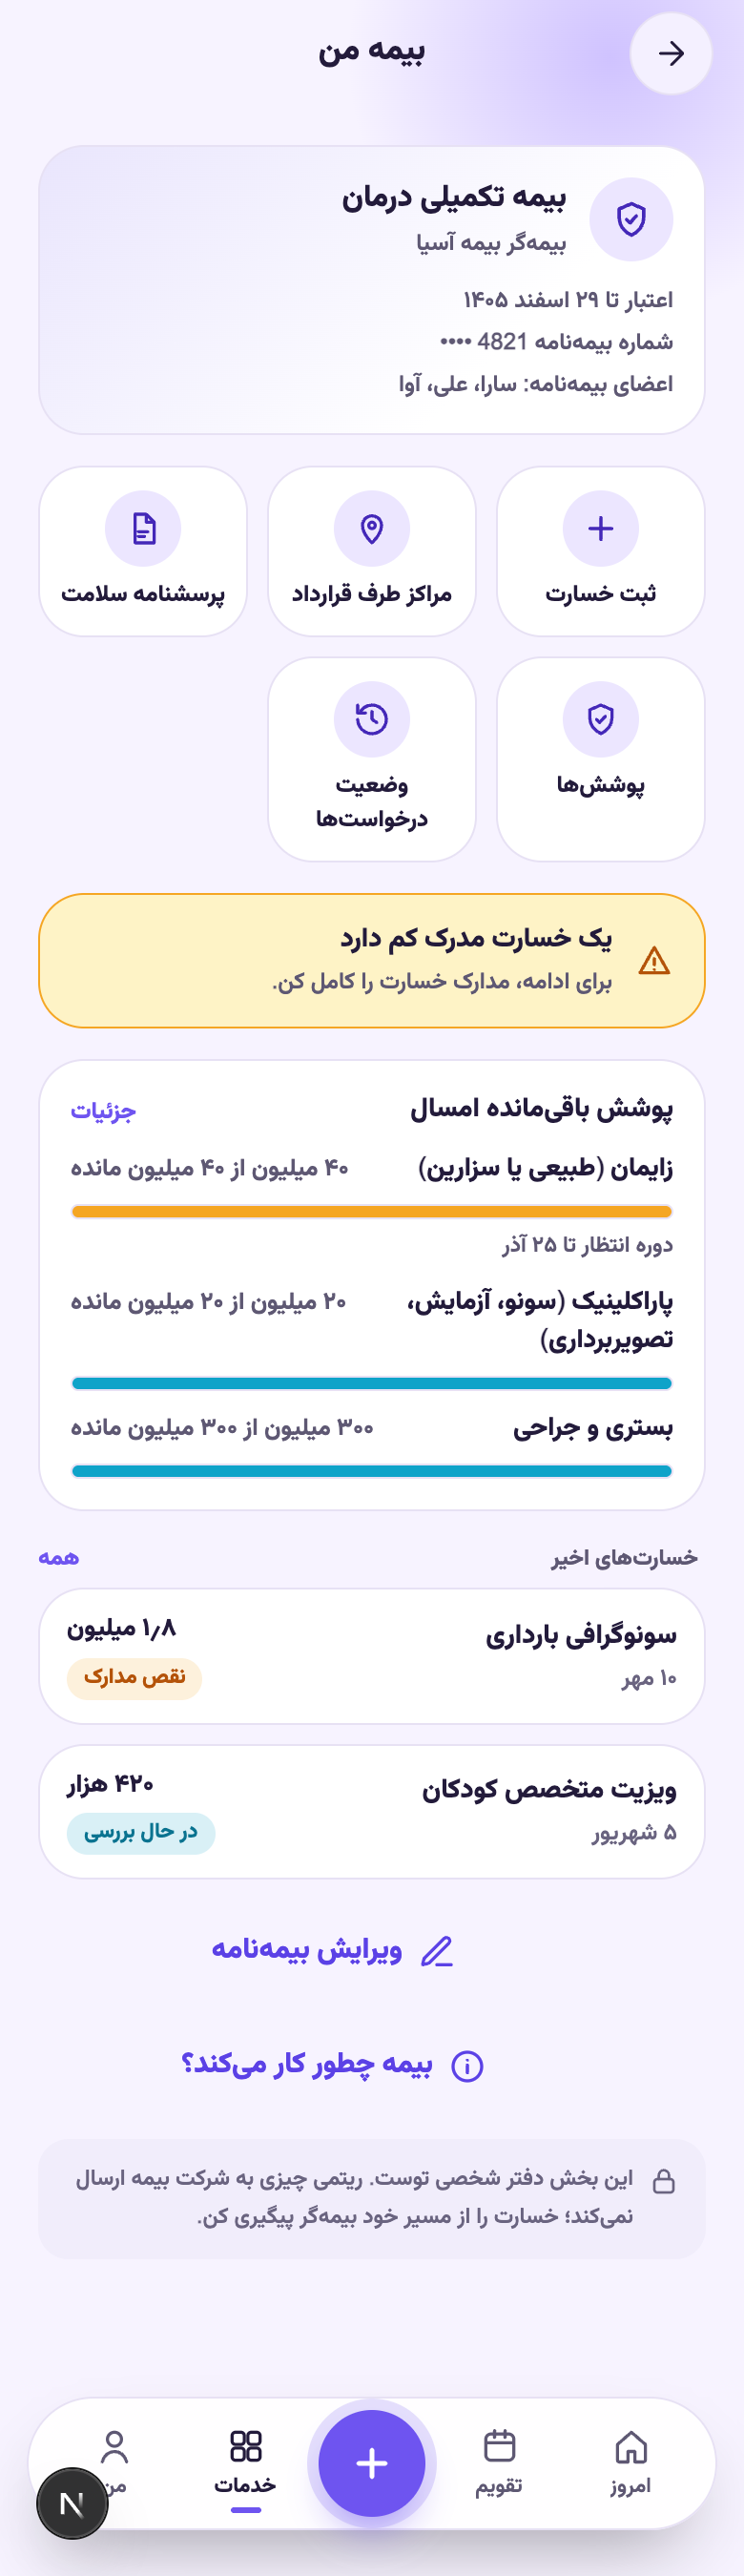 بیمه من
بیمه تکمیلی درمان
بیمه‌گر بیمه آسیا
اعتبار تا ۲۹ اسفند ۱۴۰۵
شماره بیمه‌نامه 4821 ••••
اعضای بیمه‌نامه: سارا، علی، آوا
ثبت خسارت
مراکز طرف قرارداد
پرسشنامه سلامت
پوشش‌ها
وضعیت
درخواست‌ها
یک خسارت مدرک کم دارد
برای ادامه، مدارک خسارت را کامل کن.
پوشش باقی‌مانده امسال
جزئیات
زایمان (طبیعی یا سزارین)
۴۰ میلیون از ۴۰ میلیون مانده
دوره انتظار تا ۲۵ آذر
پاراکلینیک (سونو، آزمایش،
تصویربرداری)
۲۰ میلیون از ۲۰ میلیون مانده
بستری و جراحی
۳۰۰ میلیون از ۳۰۰ میلیون مانده
خسارت‌های اخیر
همه
سونوگرافی بارداری
۱٫۸ میلیون
۱۰ مهر
نقص مدارک
ویزیت متخصص کودکان
۴۲۰ هزار
۵ شهریور
در حال بررسی
ویرایش بیمه‌نامه
بیمه چطور کار می‌کند؟
این بخش دفتر شخصی توست. ریتمی چیزی به شرکت بیمه ارسال
نمی‌کند؛ خسارت را از مسیر خود بیمه‌گر پیگیری کن.
امروز
تقویم
خدمات
من
N